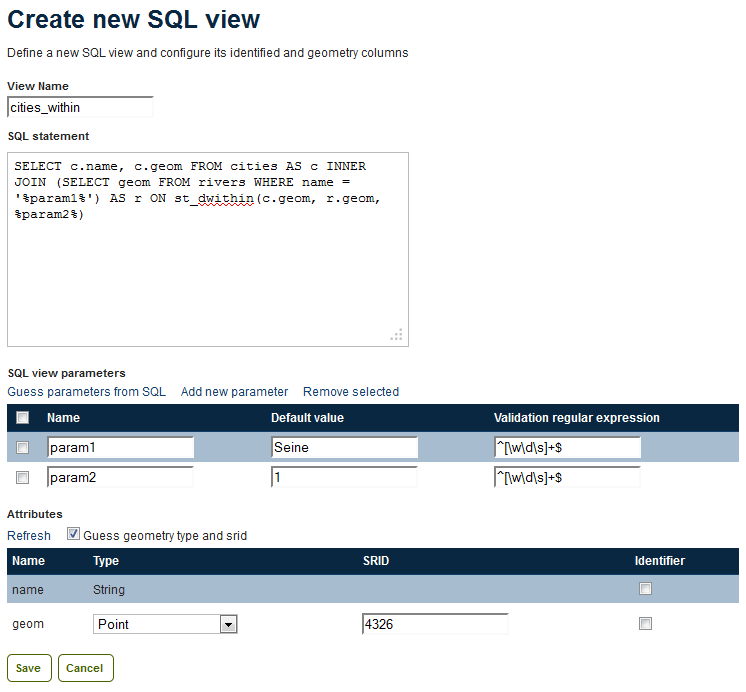 Create new SQL view
Define a new SQL view and configure its identified and geometry columns
View Name
cities_within
SQL statement
SELECT c.name, c.geom FROM cities AS c INNER
JOIN (SELECT geom FROM rivers WHERE name =
'%param1%') AS r ON st_dwithin(c.geom, r.geom,
%param2%)
SQL view parameters
Guess parameters from SQL Add new parameter Remove selected
Name Default value Validation regular expression
param1 Seine ^[\w\d\s]+$
param2 1 ^[\w\d\s]+$
Attributes
Refresh Guess geometry type and srid
Name Type SRID Identifier
name String
geom Point 4326
Save Cancel